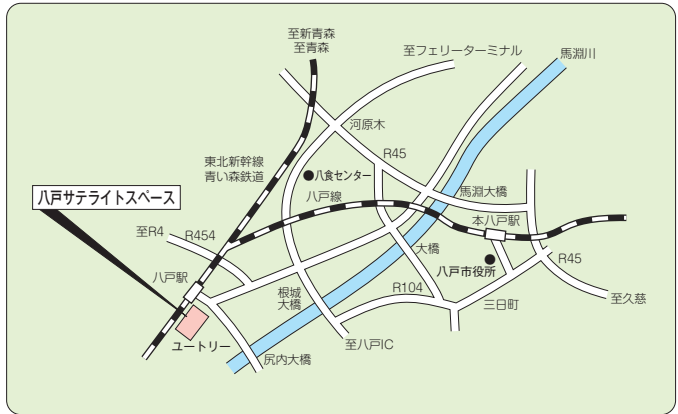 至新青森
至青森
至フェリーターミナル
馬淵川
河原木
東北新幹線
青い森鉄道
八食センター
R45
八戸サテライトスペース
八戸線
馬淵大橋
至R4
R454
本八戸駅
大橋
八戸駅
八戸市役所
R45
根城
大橋
R104
三日町
至久慈
ユートリー
至八戸IC
尻内大橋